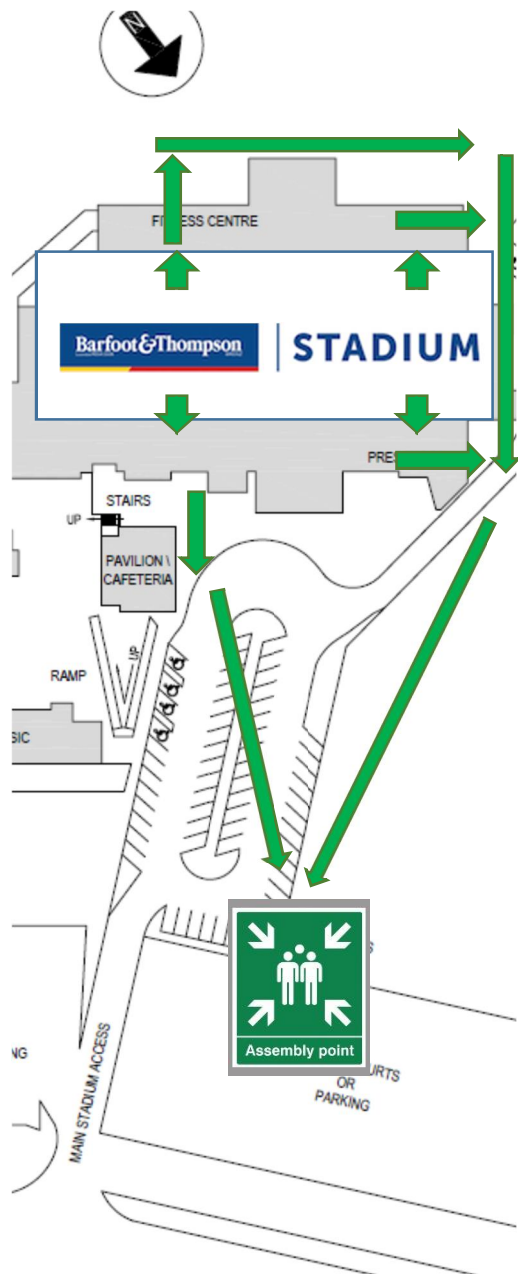 N
FITNESS CENTRE
Barfoot&Thompson
STADIUM
PRES
STAIRS
UP
PAVILION \
CAFETERIA
UP
RAMP
SIC
Assembly point
NG
URTS
OR
PARKING
MAIN STADIUM ACCESS